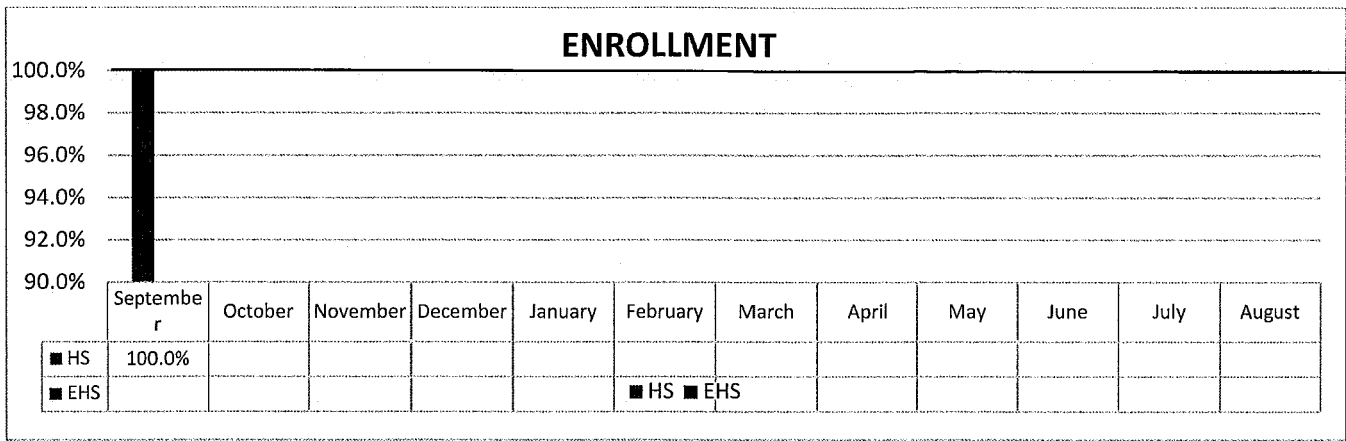 ENROLLMENT
100.0%
98.0%
96.0%
94.0%
92.0%
90.0%
Septembe
r
October November December January February March April May June July August
■ HS 100.0%
■ EHS
■ HS ■ EHS